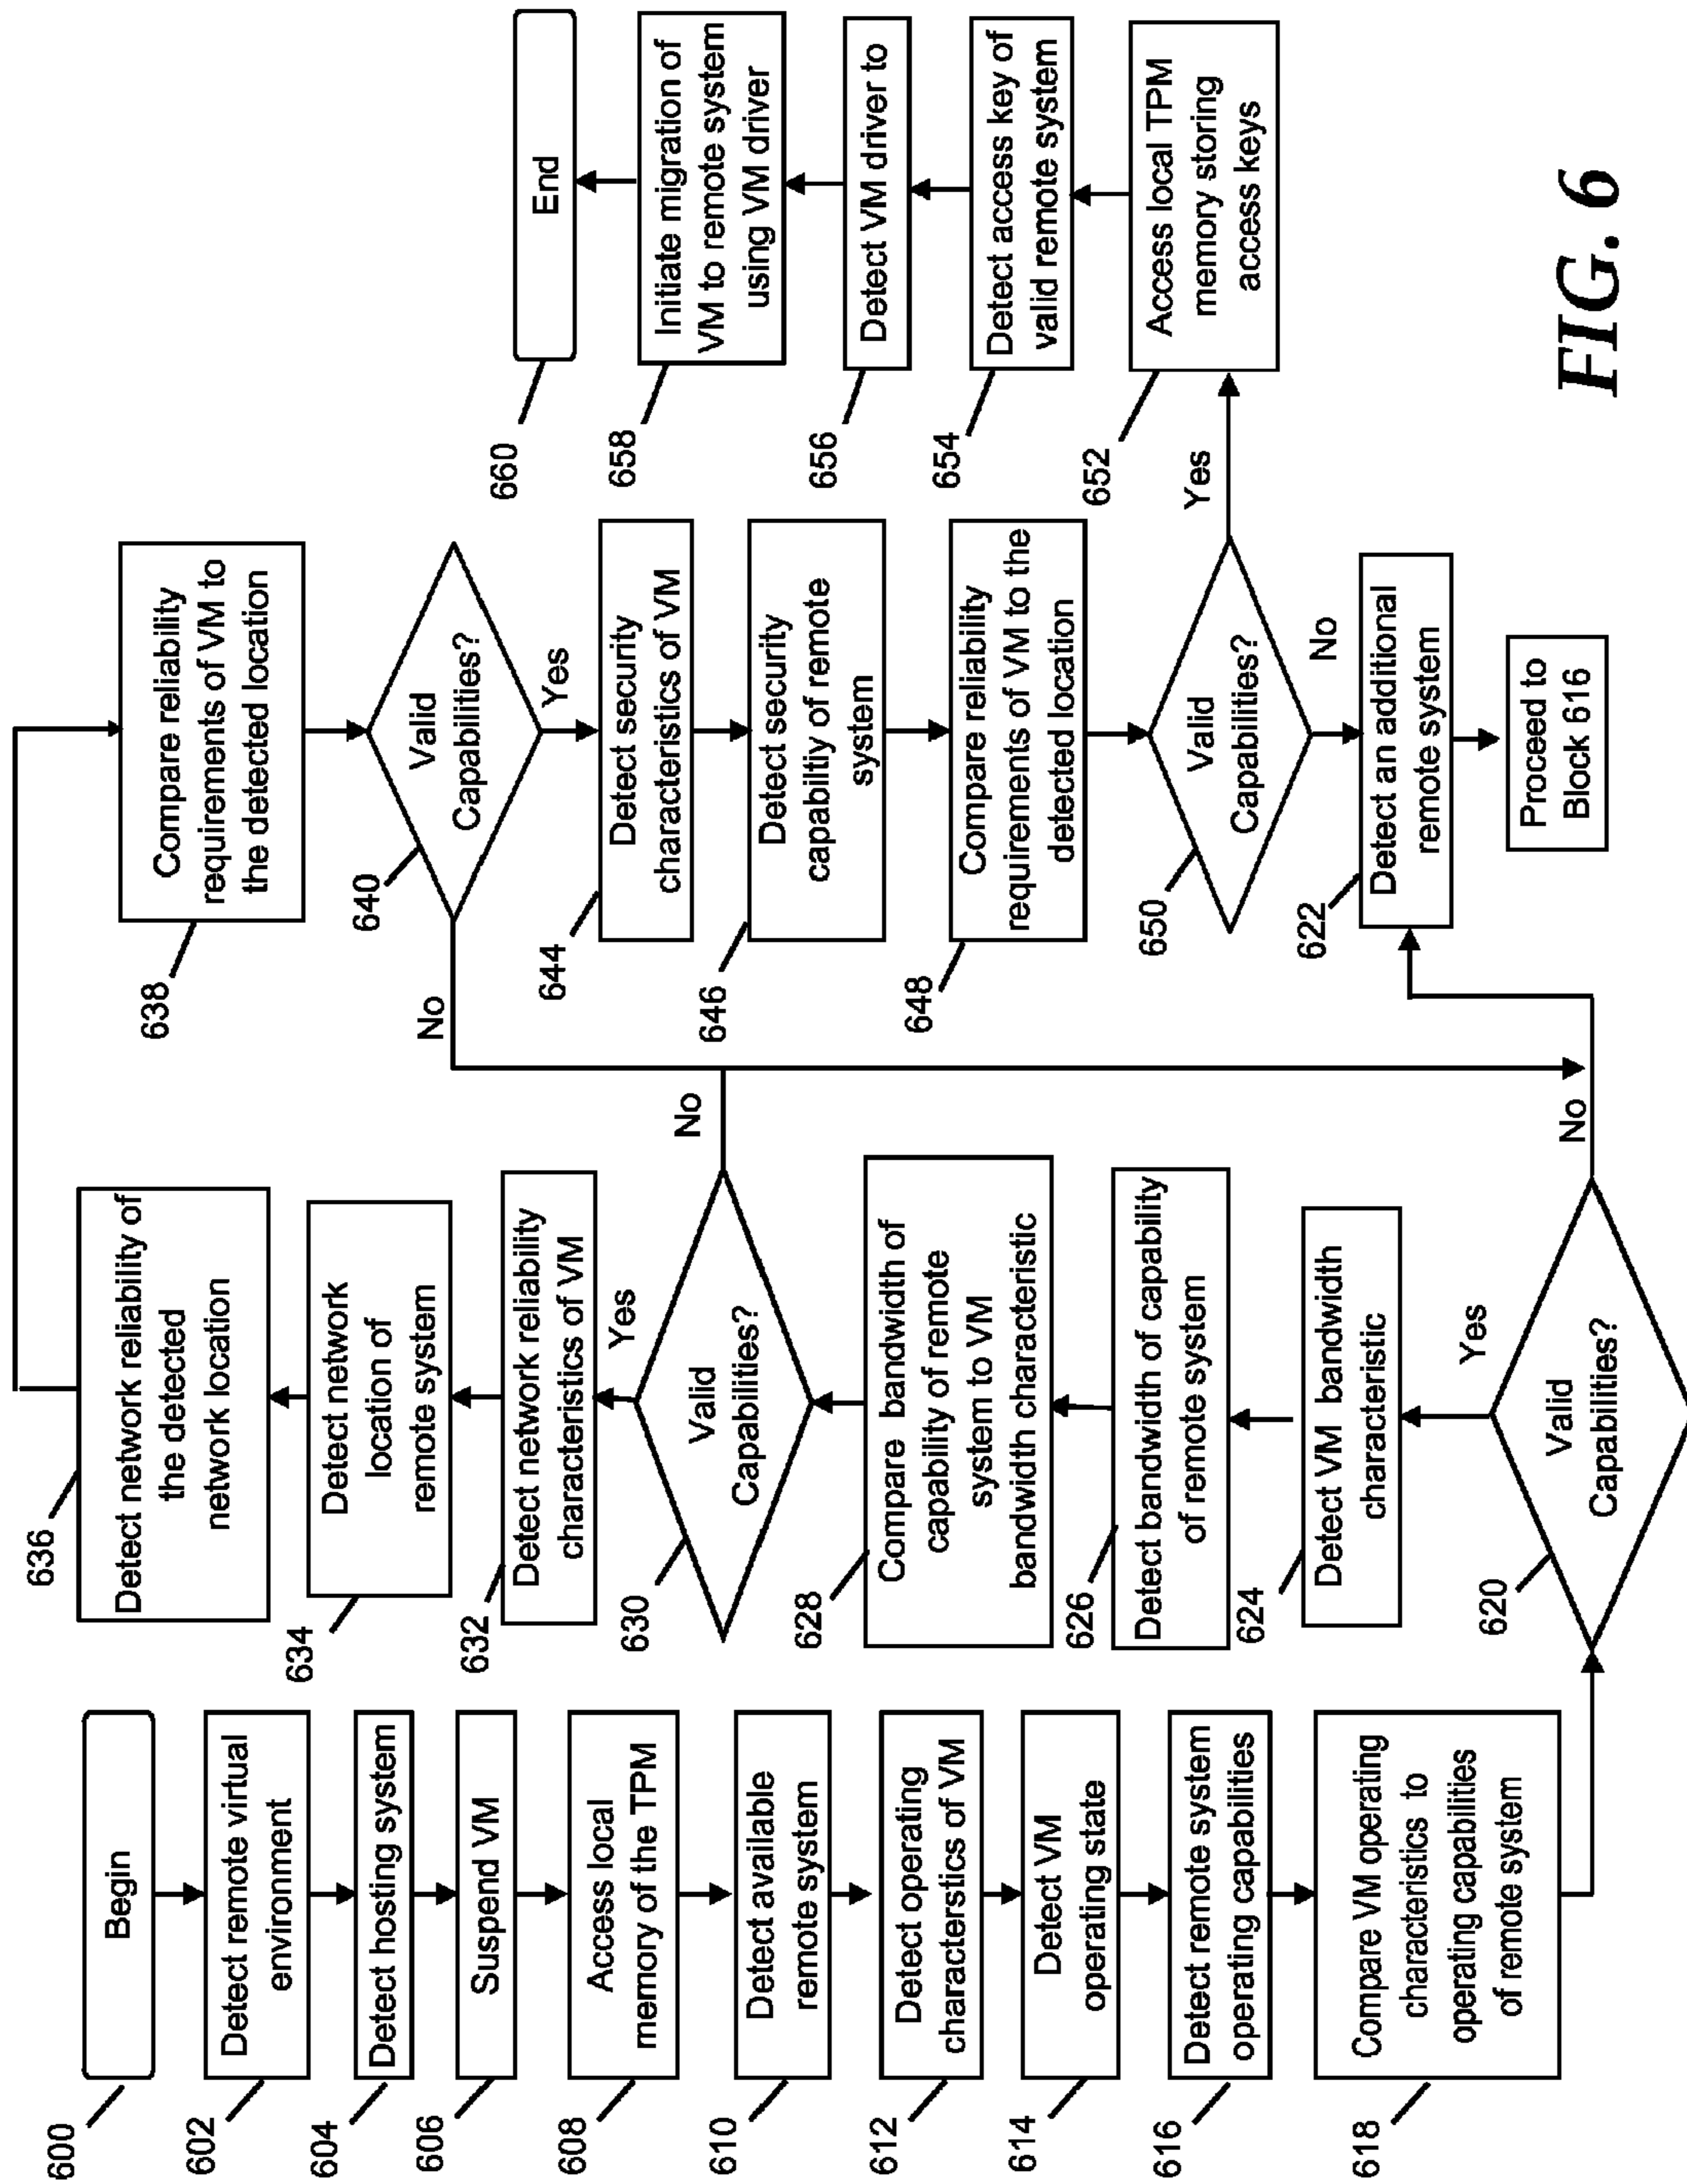 600
Begin
602
Detect remote virtual
environment
604
Detect hosting system
606
Suspend VM
608
Access local
memory of the TPM
610
Detect available
remote system
612
Detect operating
characterstics of VM
614
Detect VM
operating state
616
Detect remote system
operating capabilities
618
Compare VM operating
characteristics to
operating capabilities
of remote system
620
Valid
Capabilities?
Yes
No
624
Detect VM bandwidth
characteristic
626
Detect bandwidth of capability
of remote system
628
Compare bandwidth of
capability of remote
system to VM
bandwidth characteristic
630
Valid
Capabilities?
Yes
No
632
Detect network reliability
characteristics of VM
634
Detect network
location of
remote system
636
Detect network reliability of
the detected
network location
638
Compare reliability
requirements of VM to
the detected location
640
Valid
Capabilities?
No
Yes
644
Detect security
characteristics of VM
646
Detect security
capability of remote
system
648
Compare reliability
requirements of VM to the
detected location
650
Valid
Capabilities?
Yes
No
622
Detect an additional
remote system
Proceed to
Block 616
652
Access local TPM
memory storing
access keys
654
Detect access key of
valid remote system
656
Detect VM driver to
658
Initiate migration of
VM to remote system
using VM driver
660
End
FIG. 6